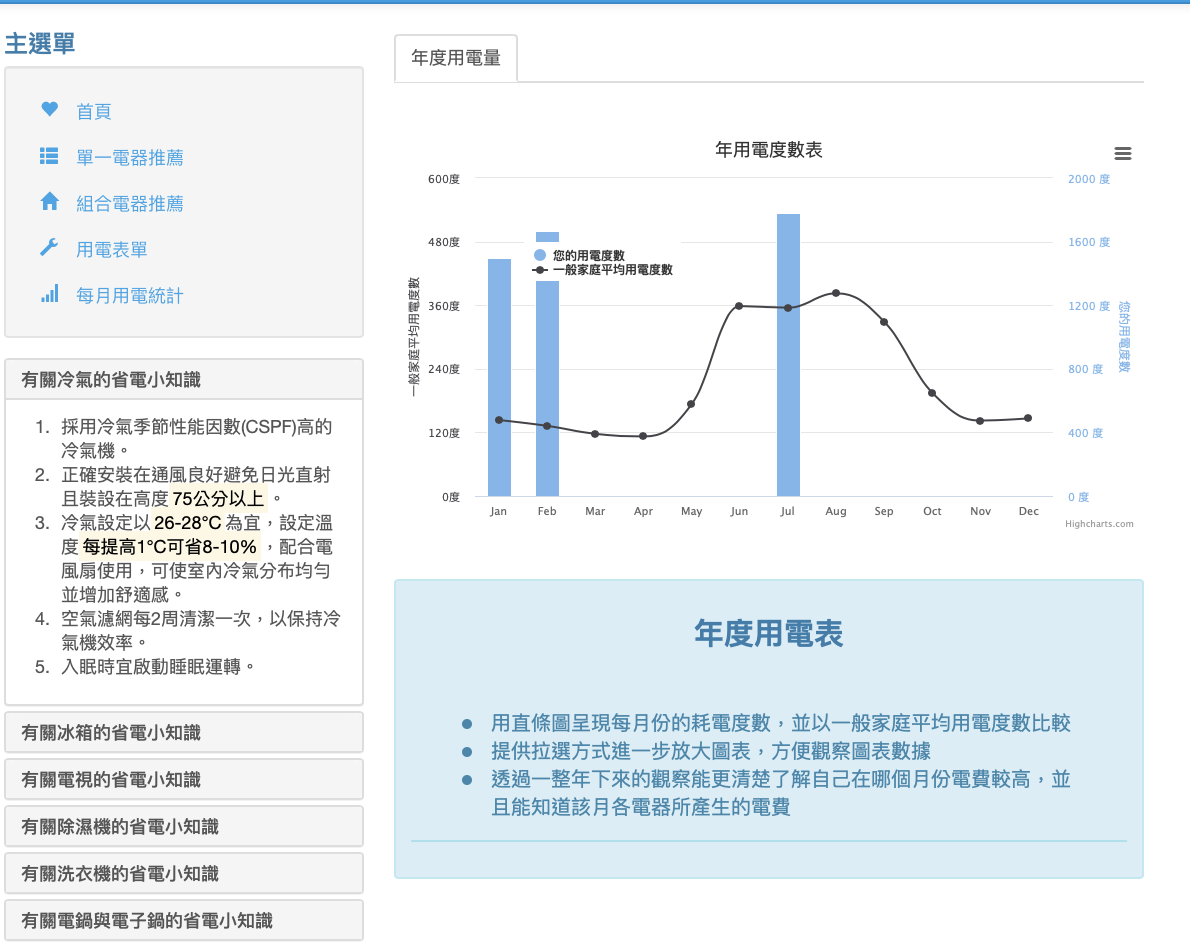 主選單
首頁
單一電器推薦
組合電器推薦
用電表單
每月用電統計
有關冷氣的省電小知識
1. 採用冷氣季節性能因數(CSPF)高的
冷氣機。
2. 正確安裝在通風良好避免日光直射
且裝設在高度 75公分以上 。
3. 冷氣設定以 26-28°C 為宜，設定溫
度 每提高1°C可省8-10% ，配合電
風扇使用，可使室內冷氣分布均勻
並增加舒適感。
4. 空氣濾網每2周清潔一次，以保持冷
氣機效率。
5. 入眠時宜啟動睡眠運轉。
有關冰箱的省電小知識
有關電視的省電小知識
有關除濕機的省電小知識
有關洗衣機的省電小知識
有關電鍋與電子鍋的省電小知識
年度用電量
年用電度數表
600度
480度
360度
240度
120度
0度
一般家庭平均用電度數
您的用電度數
一般家庭平均用電度數
2000 度
1600 度
1200 度
800 度
400 度
0 度
您的用電度數
Jan Feb Mar Apr May Jun Jul Aug Sep Oct Nov Dec
Highcharts.com
年度用電表
用直條圖呈現每月份的耗電度數，並以一般家庭平均用電度數比較
提供拉選方式進一步放大圖表，方便觀察圖表數據
透過一整年下來的觀察能更清楚了解自己在哪個月份電費較高，並
且能知道該月各電器所產生的電費